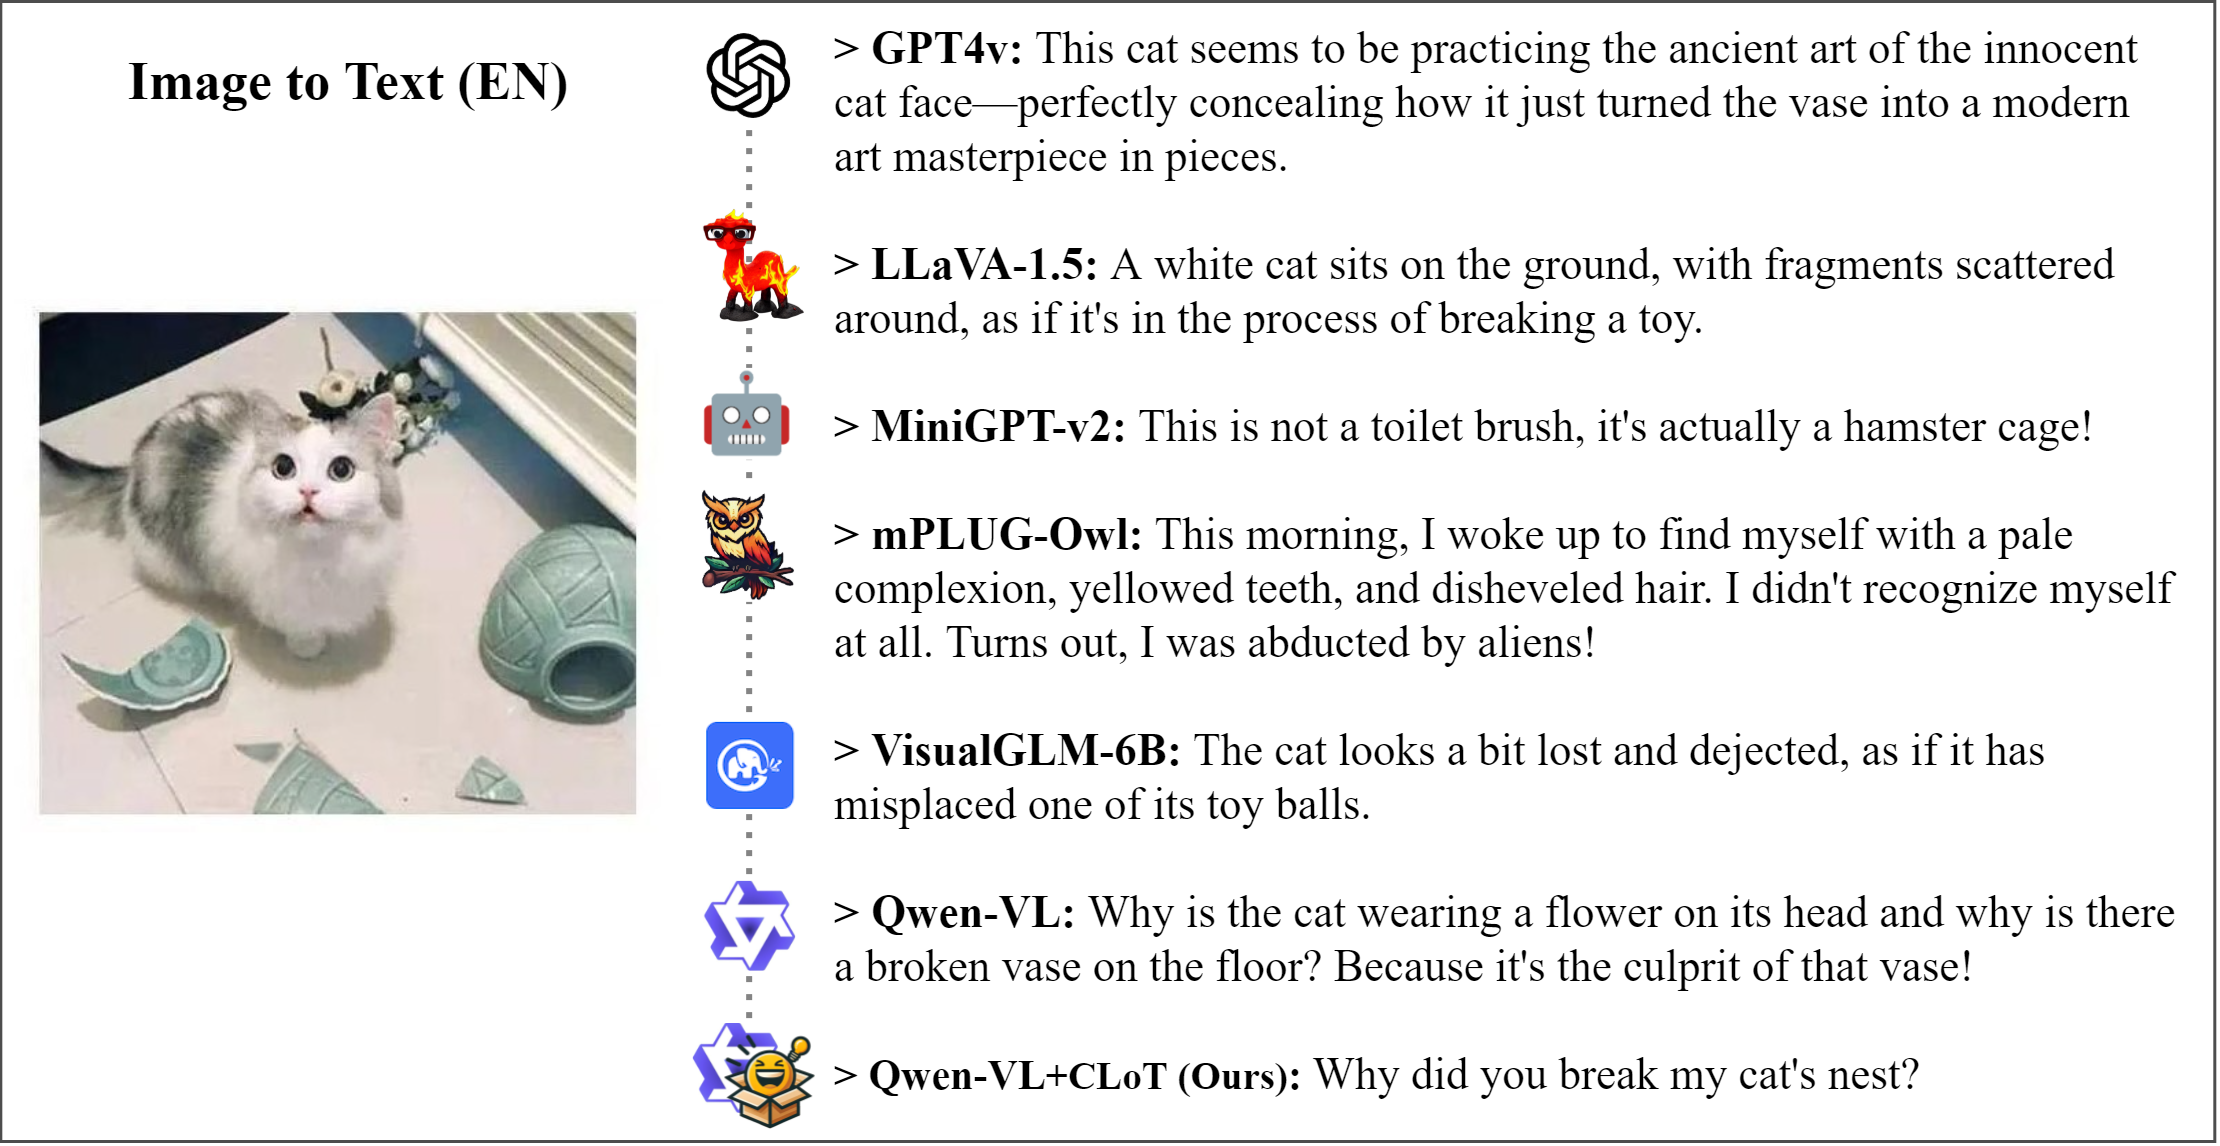 Image to Text (EN)
> GPT4v: This cat seems to be practicing the ancient art of the innocent
cat face—perfectly concealing how it just turned the vase into a modern
art masterpiece in pieces.
> LLaVA-1.5: A white cat sits on the ground, with fragments scattered
around, as if it's in the process of breaking a toy.
> MiniGPT-v2: This is not a toilet brush, it's actually a hamster cage!
> mPLUG-Owl: This morning, I woke up to find myself with a pale
complexion, yellowed teeth, and disheveled hair. I didn't recognize myself
at all. Turns out, I was abducted by aliens!
> VisualGLM-6B: The cat looks a bit lost and dejected, as if it has
misplaced one of its toy balls.
> Qwen-VL: Why is the cat wearing a flower on its head and why is there
a broken vase on the floor? Because it's the culprit of that vase!
> Qwen-VL+CLoT (Ours): Why did you break my cat's nest?